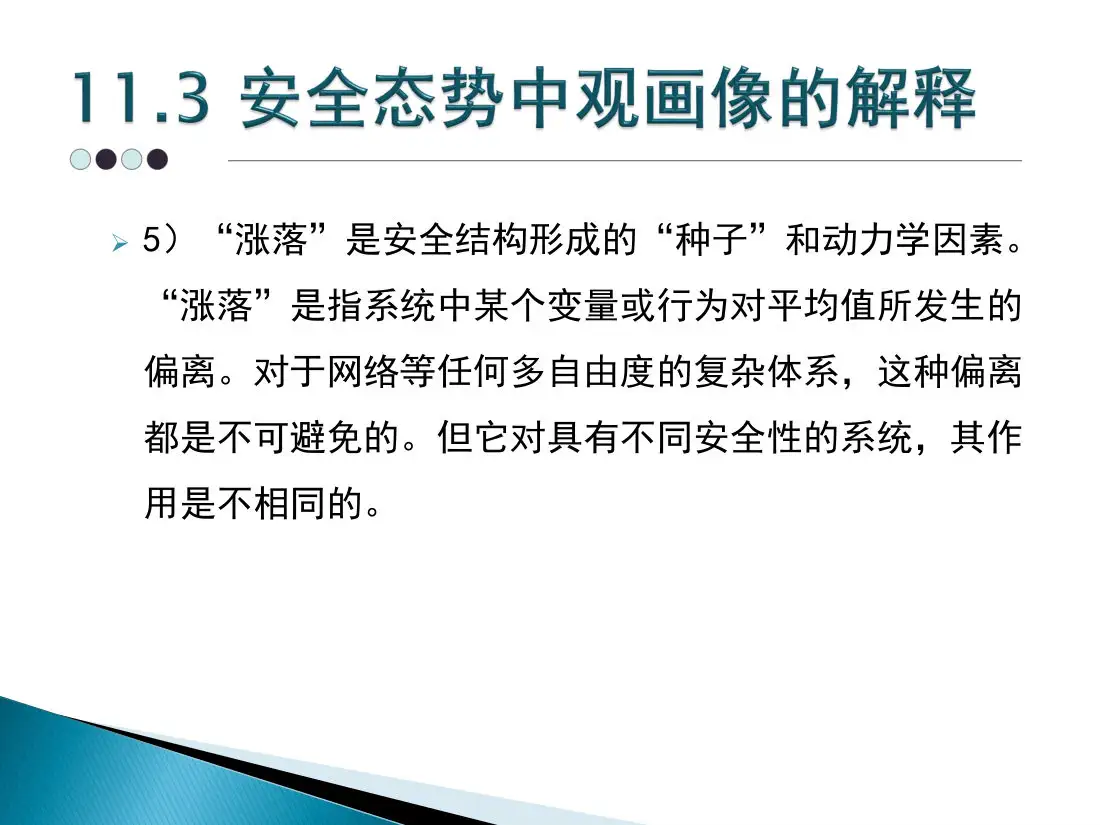 11.3 安全态势中观画像的解释
5）“涨落”是安全结构形成的“种子”和动力学因素。
“涨落”是指系统中某个变量或行为对平均值所发生的
偏离。对于网络等任何多自由度的复杂体系，这种偏离
都是不可避免的。但它对具有不同安全性的系统，其作
用是不相同的。